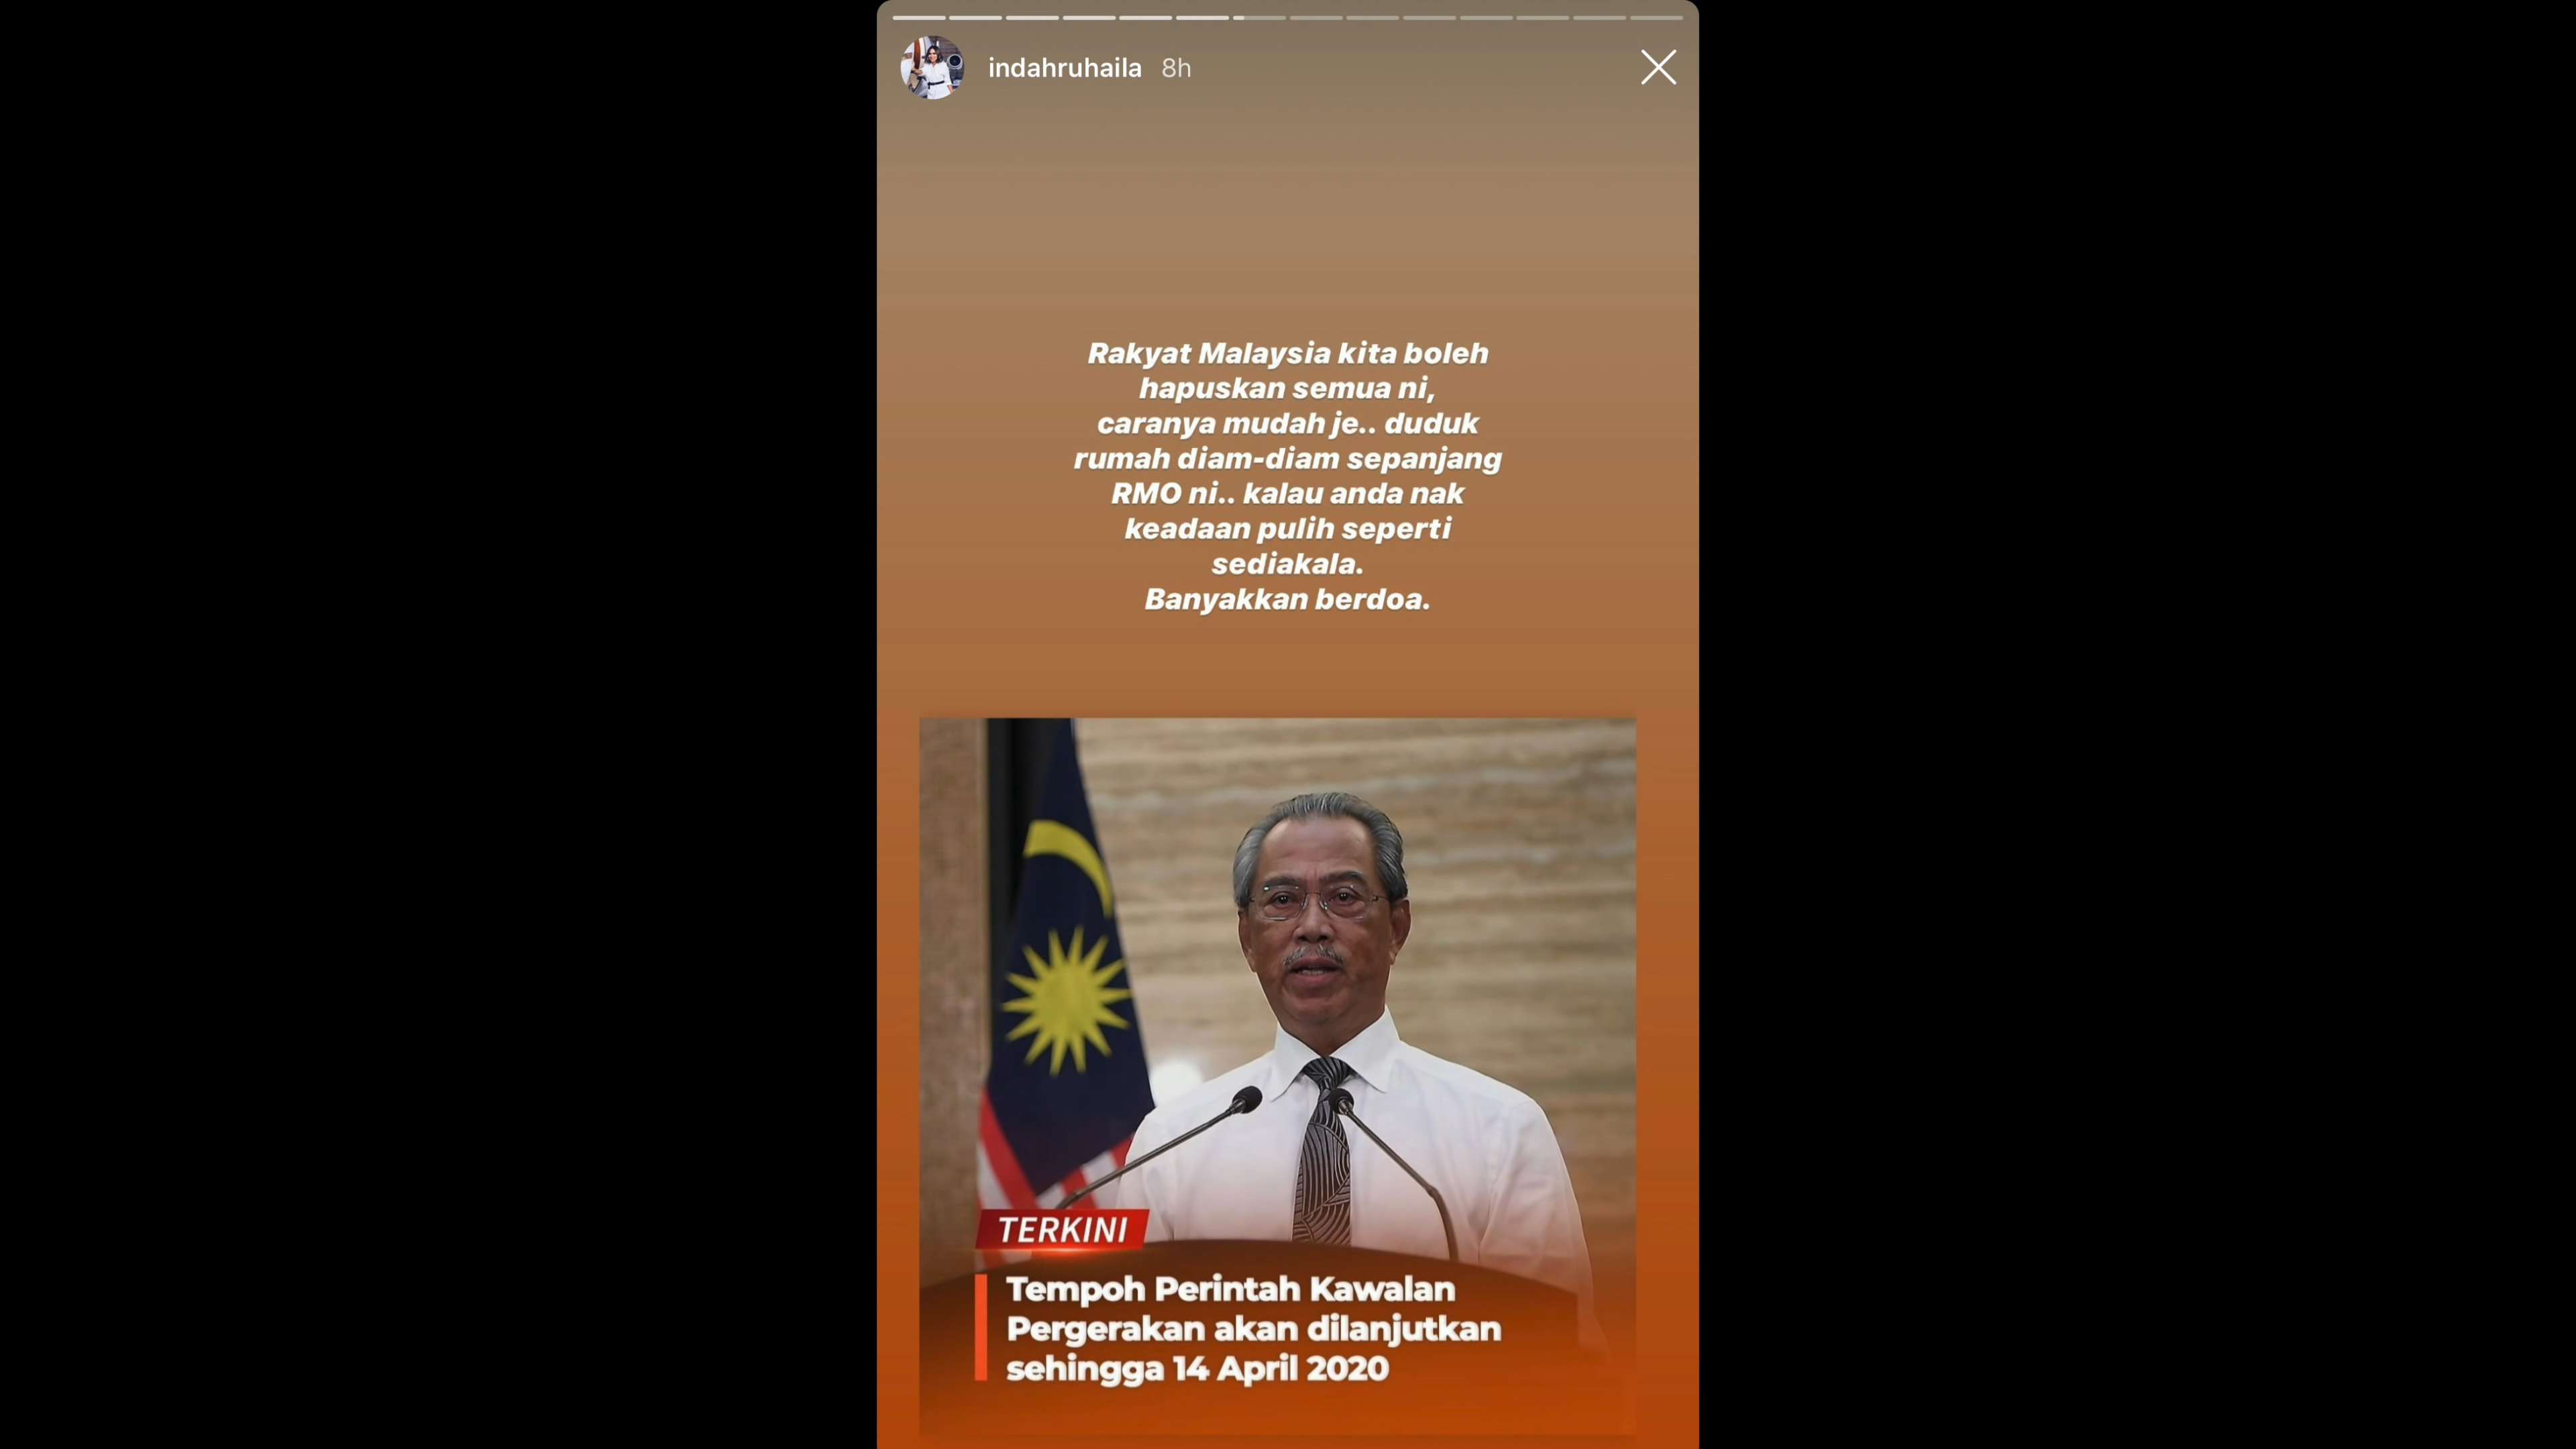 indahruhaila 8h
Rakyat Malaysia kita boleh
hapuskan semua ni,
caranya mudah je.. duduk
rumah diam-diam sepanjang
RMO ni.. kalau anda nak
keadaan pulih seperti
sediakala.
Banyakkan berdoa.
TERKINI
Tempoh Perintah Kawalan
Pergerakan akan dilanjutkan
sehingga 14 April 2020